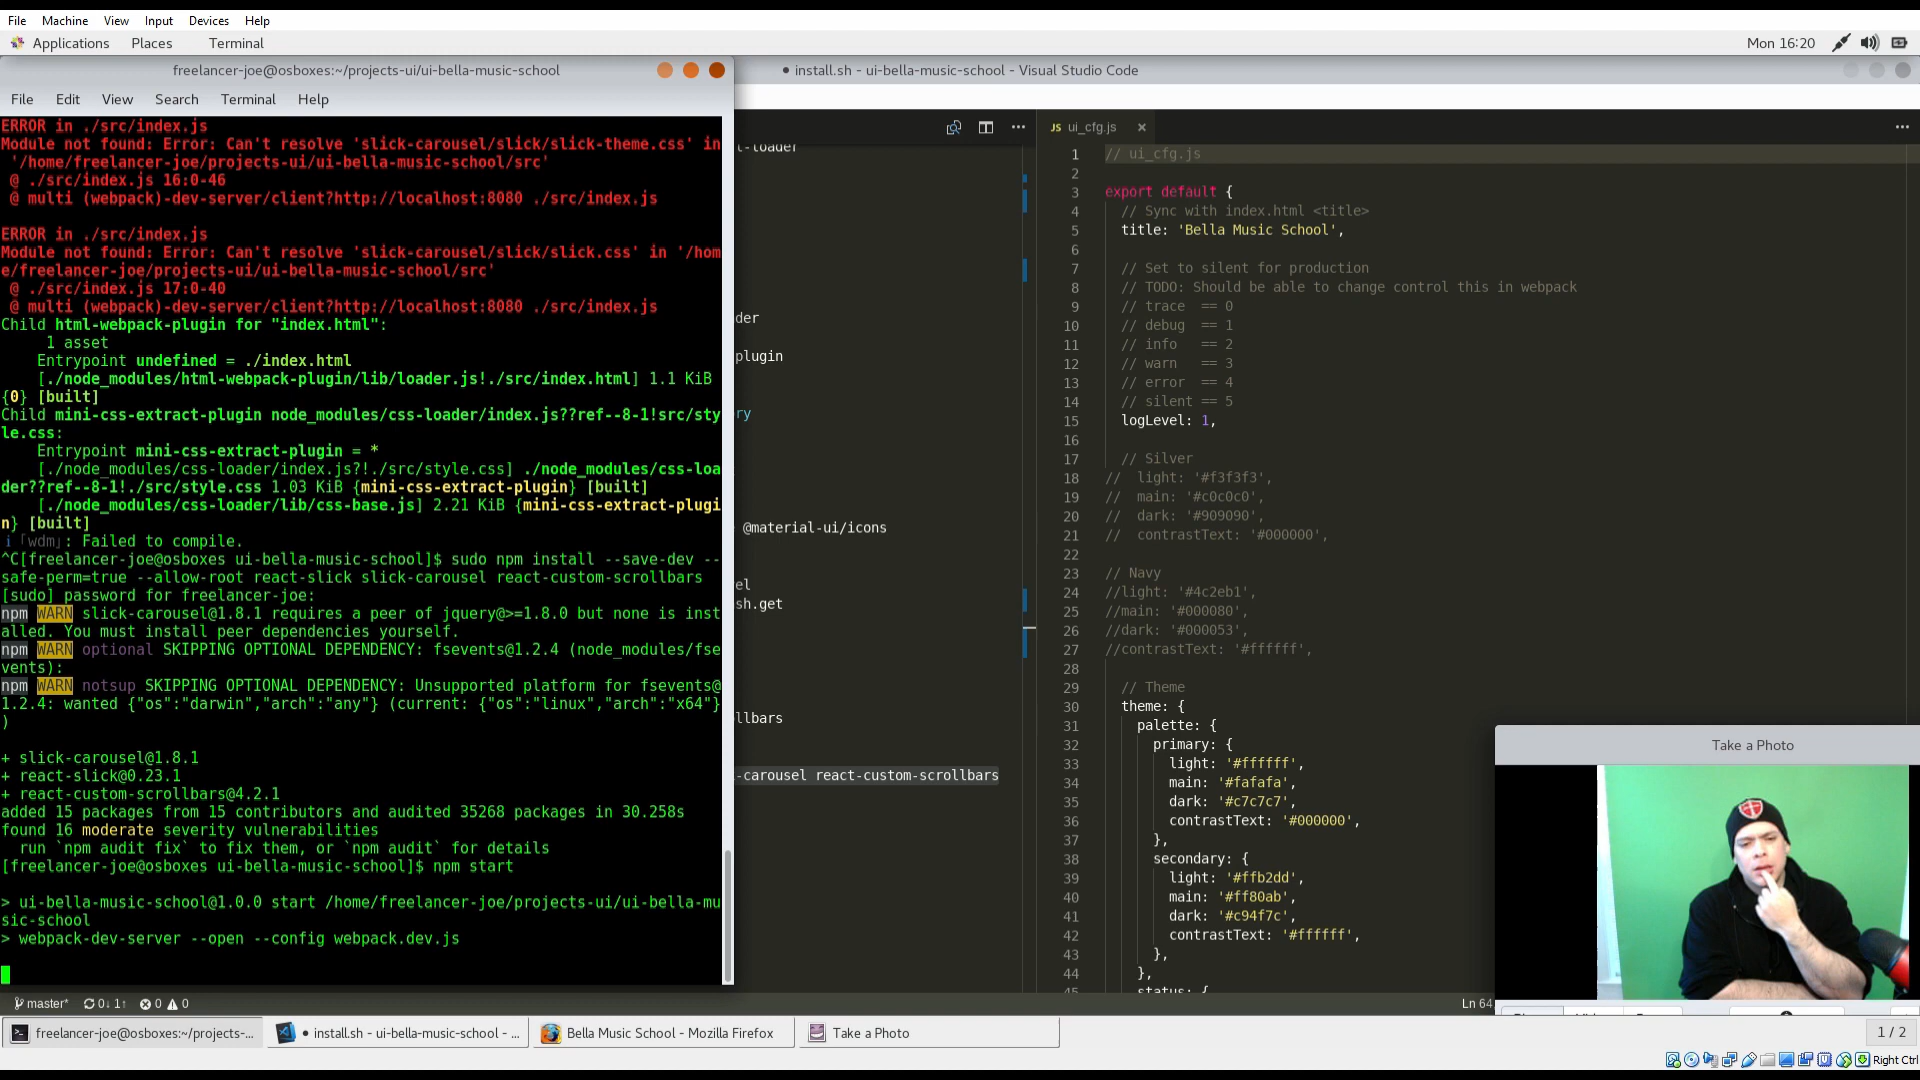 File Machine View Input Devices Help
Applications Places Terminal Mon 16:20
freelancer-joe@osboxes:~/projects-ui/ui-bella-music-school
File Edit View Search Terminal Help
ERROR in ./src/index.js
Module not found: Error: Can't resolve 'slick-carousel/slick/slick-theme.css' in
'/home/freelancer-joe/projects-ui/ui-bella-music-school/src'
@ ./src/index.js 16:0-46
@ multi (webpack)-dev-server/client?http://localhost:8080 ./src/index.js
ERROR in ./src/index.js
Module not found: Error: Can't resolve 'slick-carousel/slick/slick.css' in '/hom
e/freelancer-joe/projects-ui/ui-bella-music-school/src'
@ ./src/index.js 17:0-40
@ multi (webpack)-dev-server/client?http://localhost:8080 ./src/index.js
Child html-webpack-plugin for "index.html":
1 asset
Entrypoint undefined = ./index.html
[./node_modules/html-webpack-plugin/lib/loader.js!./src/index.html] 1.1 KiB
{0} [built]
Child mini-css-extract-plugin node_modules/css-loader/index.js??ref--8-1!src/sty
le.css:
Entrypoint mini-css-extract-plugin = *
[./node_modules/css-loader/index.js?!./src/style.css] ./node_modules/css-loa
der??ref--8-1!./src/style.css 1.03 KiB {mini-css-extract-plugin} [built]
[./node_modules/css-loader/lib/css-base.js] 2.21 KiB {mini-css-extract-plugi
n} [built]
i ｢wdm｣: Failed to compile.
^C[freelancer-joe@osboxes ui-bella-music-school]$ sudo npm install --save-dev --
safe-perm=true --allow-root react-slick slick-carousel react-custom-scrollbars
[sudo] password for freelancer-joe:
npm WARN slick-carousel@1.8.1 requires a peer of jquery@>=1.8.0 but none is inst
alled. You must install peer dependencies yourself.
npm WARN optional SKIPPING OPTIONAL DEPENDENCY: fsevents@1.2.4 (node_modules/fse
vents):
npm WARN notsup SKIPPING OPTIONAL DEPENDENCY: Unsupported platform for fsevents@
1.2.4: wanted {"os":"darwin","arch":"any"} (current: {"os":"linux","arch":"x64"}
)
+ slick-carousel@1.8.1
+ react-slick@0.23.1
+ react-custom-scrollbars@4.2.1
added 15 packages from 15 contributors and audited 35268 packages in 30.258s
found 16 moderate severity vulnerabilities
run `npm audit fix` to fix them, or `npm audit` for details
[freelancer-joe@osboxes ui-bella-music-school]$ npm start
> ui-bella-music-school@1.0.0 start /home/freelancer-joe/projects-ui/ui-bella-mu
sic-school
> webpack-dev-server --open --config webpack.dev.js
● install.sh - ui-bella-music-school - Visual Studio Code
t-loader
der
plugin
ry
@material-ui/icons
el
sh.get
llbars
-carousel react-custom-scrollbars
JS ui_cfg.js ×
1 // ui_cfg.js
2
3 export default {
4 // Sync with index.html <title>
5 title: 'Bella Music School',
6
7 // Set to silent for production
8 // TODO: Should be able to change control this in webpack
9 // trace == 0
10 // debug == 1
11 // info == 2
12 // warn == 3
13 // error == 4
14 // silent == 5
15 logLevel: 1,
16
17 // Silver
18 // light: '#f3f3f3',
19 // main: '#c0c0c0',
20 // dark: '#909090',
21 // contrastText: '#000000',
22
23 // Navy
24 //light: '#4c2eb1',
25 //main: '#000080',
26 //dark: '#000053',
27 //contrastText: '#ffffff',
28
29 // Theme
30 theme: {
31 palette: {
32 primary: {
33 light: '#ffffff',
34 main: '#fafafa',
35 dark: '#c7c7c7',
36 contrastText: '#000000',
37 },
38 secondary: {
39 light: '#ffb2dd',
40 main: '#ff80ab',
41 dark: '#c94f7c',
42 contrastText: '#ffffff',
43 },
44 },
45 status: {
Take a Photo
master* 0↓ 1↑ 0 0 Ln 64
freelancer-joe@osboxes:~/projects-... ● install.sh - ui-bella-music-school - ... Bella Music School - Mozilla Firefox Take a Photo 1 / 2
Right Ctrl